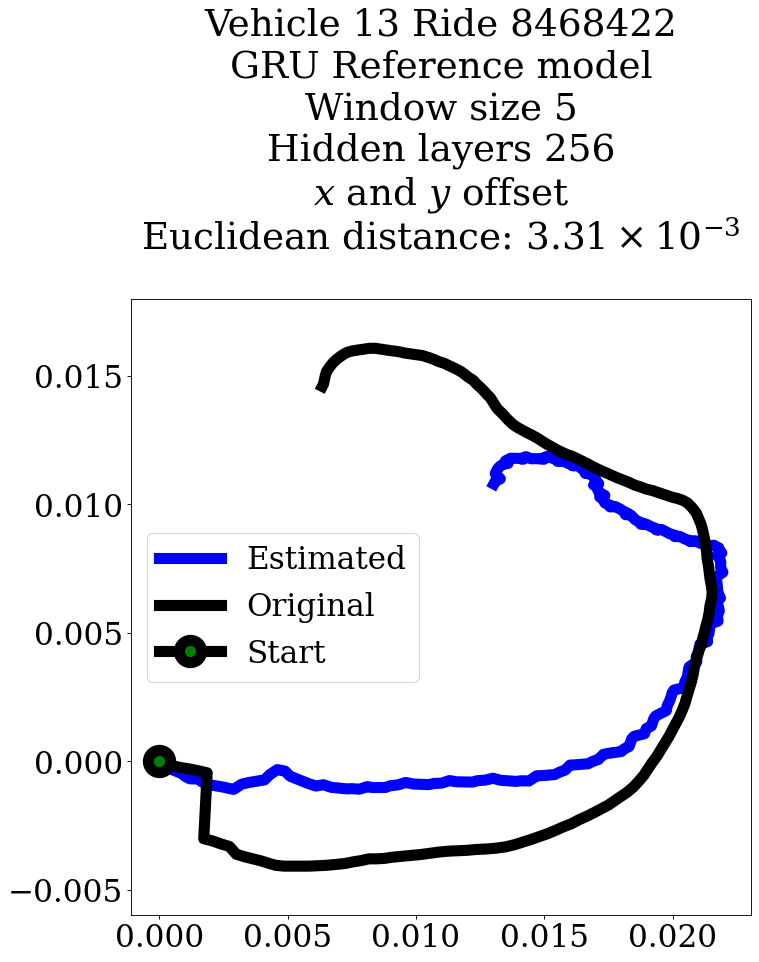 Vehicle 13 Ride 8468422
GRU Reference model
Window size 5
Hidden layers 256
x and y offset
Euclidean distance: 3.31 × 10⁻³
0.015
0.010
0.005
0.000
−0.005
Estimated
Original
Start
0.000 0.005 0.010 0.015 0.020